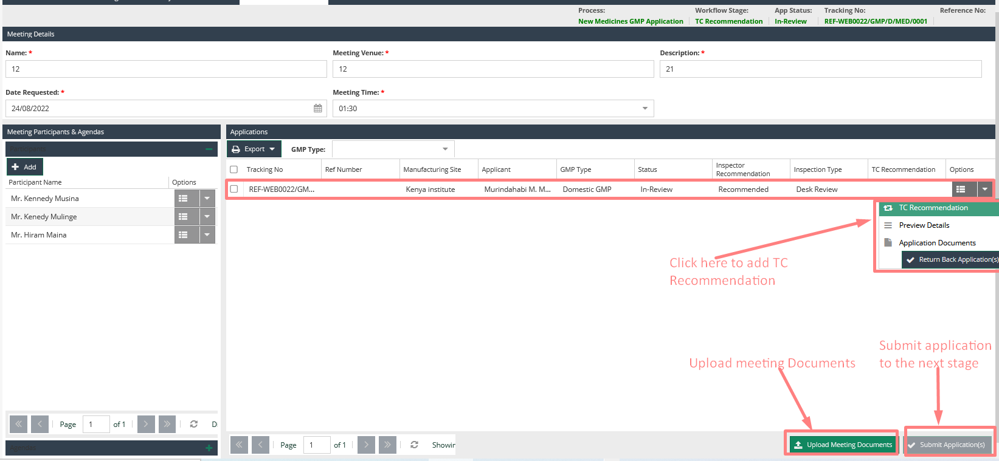 Process: Workflow Stage: App Status: Tracking No: Reference No:
New Medicines GMP Application TC Recommendation In-Review REF-WEB0022/GMP/D/MED/0001
Meeting Details
Name: * Meeting Venue: * Description: *
12 12 21
Date Requested: * Meeting Time: *
24/08/2022 01:30
Meeting Participants & Agendas
Participants
Add
Participant Name Options
Mr. Kennedy Musina
Mr. Kenedy Mulinge
Mr. Hiram Maina
Page 1 of 1
Agendas
Applications
Export GMP Type:
Tracking No Ref Number Manufacturing Site Applicant GMP Type Status Inspector Recommendation Inspection Type TC Recommendation Options
REF-WEB0022/GM... Kenya institute Murindahabi M. M... Domestic GMP In-Review Recommended Desk Review
TC Recommendation
Preview Details
Application Documents
Return Back Application(s)
Click here to add TC
Recommendation
Submit application
to the next stage
Upload meeting Documents
Page 1 of 1 Showin
Upload Meeting Documents Submit Application(s)